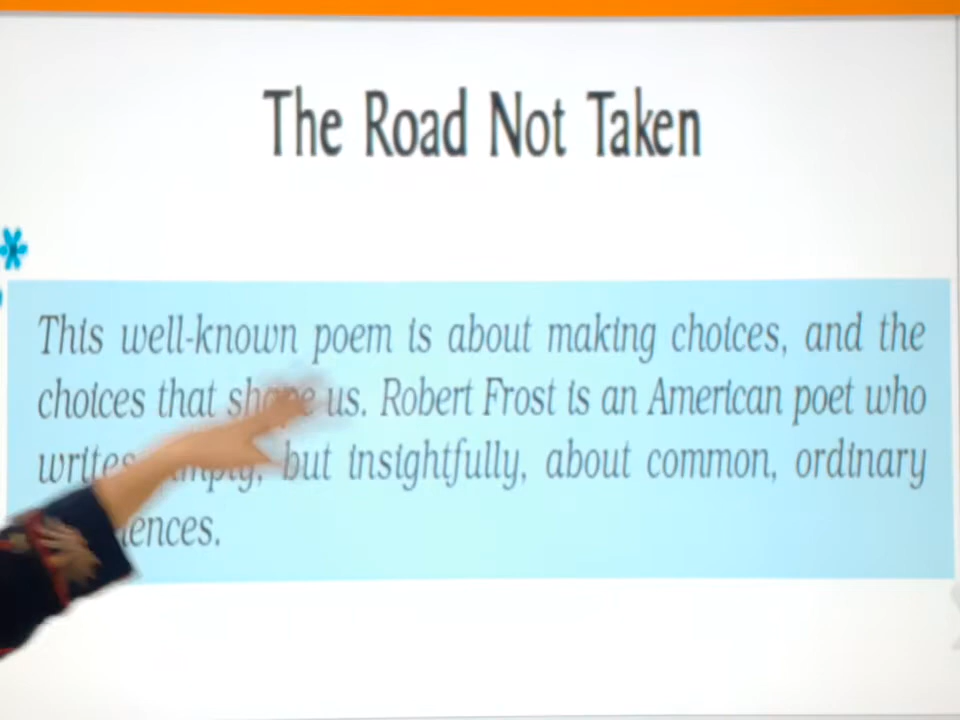 The Road Not Taken
This well-known poem is about making choices, and the
choices that shape us. Robert Frost is an American poet who
writes simply, but insightfully, about common, ordinary